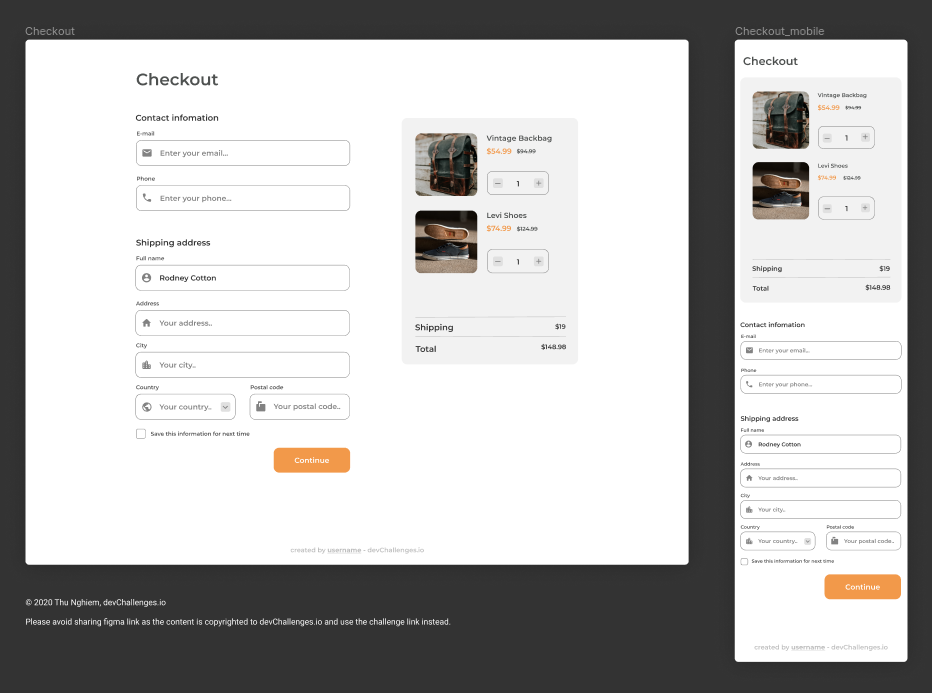 Checkout
Checkout
Contact infomation
E-mail
Enter your email...
Phone
Enter your phone...
Shipping address
Full name
Rodney Cotton
Address
Your address..
City
Your city..
Country
Postal code
Your country..
Your postal code..
Save this information for next time
Continue
Vintage Backbag
$54.99 $94.99
1
Levi Shoes
$74.99 $124.99
1
Shipping $19
Total $148.98
created by username - devChallenges.io
© 2020 Thu Nghiem, devChallenges.io
Please avoid sharing figma link as the content is copyrighted to devChallenges.io and use the challenge link instead.
Checkout_mobile
Checkout
Vintage Backbag
$54.99 $94.99
1
Levi Shoes
$74.99 $124.99
1
Shipping $19
Total $148.98
Contact infomation
E-mail
Enter your email...
Phone
Enter your phone...
Shipping address
Full name
Rodney Cotton
Address
Your address..
City
Your city..
Country
Postal code
Your country..
Your postal code..
Save this information for next time
Continue
created by username - devChallenges.io